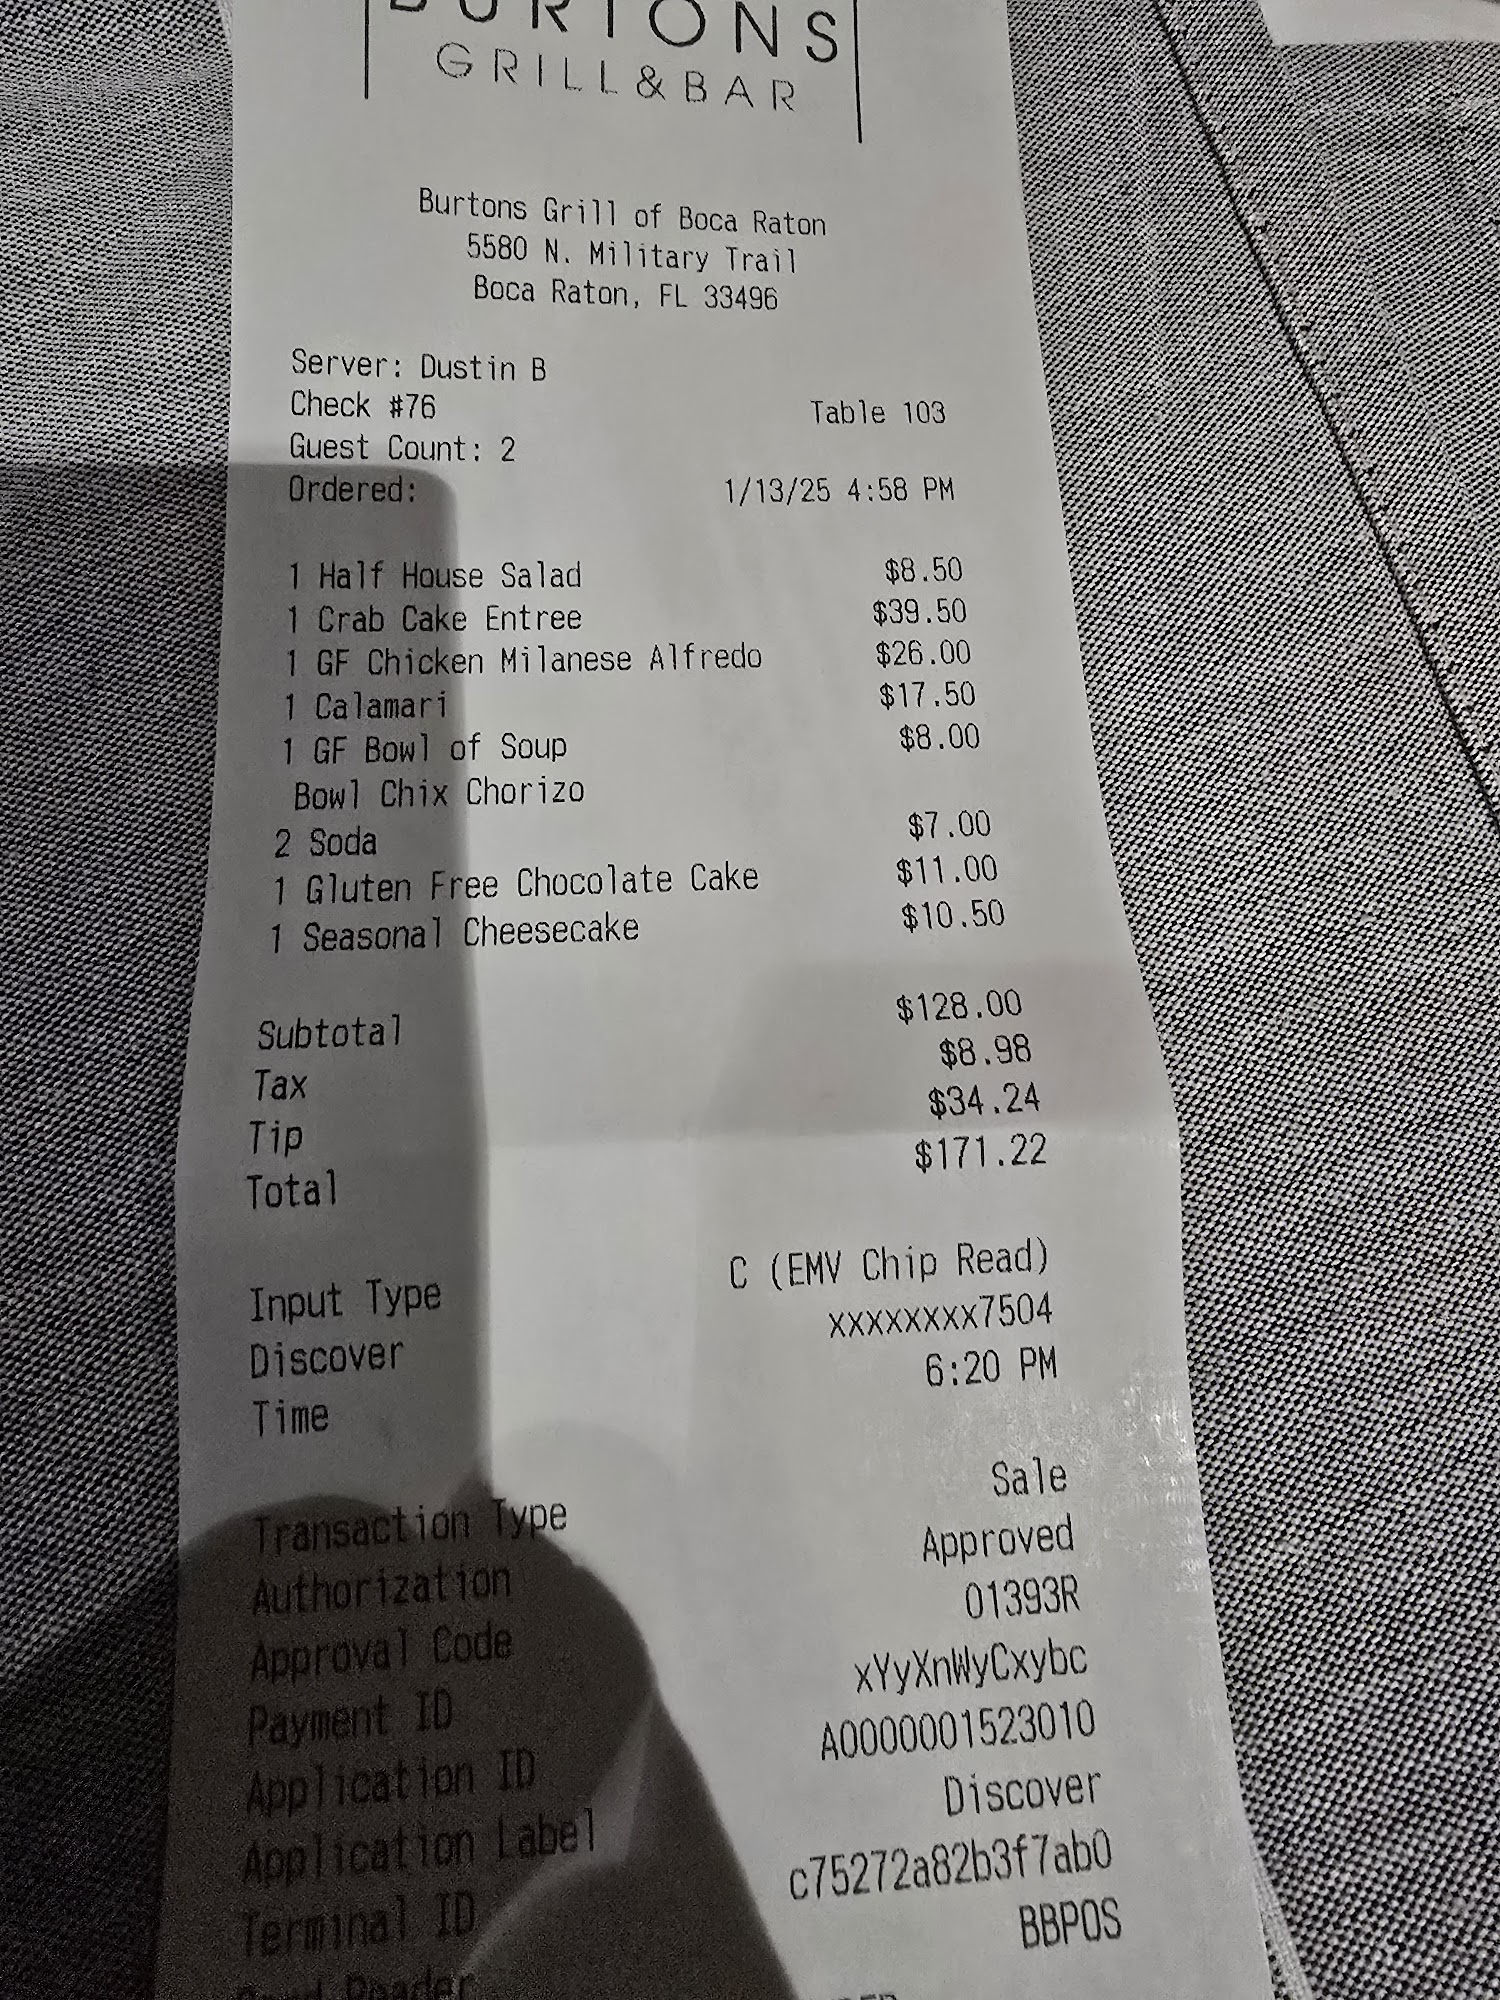 BURTONS
GRILL & BAR
Burtons Grill of Boca Raton
5580 N. Military Trail
Boca Raton, FL 33496
Server: Dustin B
Check #76 Table 103
Guest Count: 2
Ordered: 1/13/25 4:58 PM
1 Half House Salad $8.50
1 Crab Cake Entree $39.50
1 GF Chicken Milanese Alfredo $26.00
1 Calamari $17.50
1 GF Bowl of Soup $8.00
Bowl Chix Chorizo
2 Soda $7.00
1 Gluten Free Chocolate Cake $11.00
1 Seasonal Cheesecake $10.50
Subtotal $128.00
Tax $8.98
Tip $34.24
Total $171.22
Input Type C (EMV Chip Read)
Discover xxxxxxxx7504
Time 6:20 PM
Transaction Type Sale
Authorization Approved
Approval Code 01393R
Payment ID xYyXnWyCxybc
Application ID A0000001523010
Application Label Discover
Terminal ID c75272a82b3f7ab0
Card Reader BBPOS